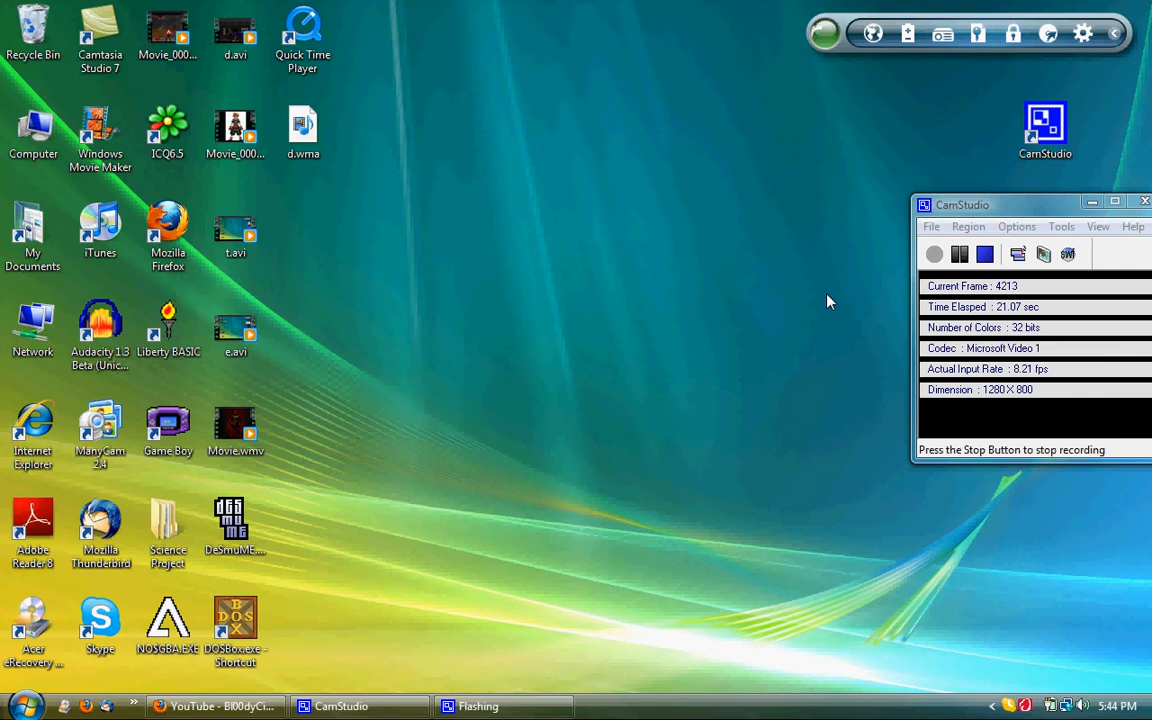 Recycle Bin
Camtasia
Studio 7
Movie_000...
d.avi
Quick Time
Player
Computer
Windows
Movie Maker
ICQ6.5
Movie_000...
d.wma
My
Documents
iTunes
Mozilla
Firefox
t.avi
Network
Audacity 1.3
Beta (Unic...
Liberty BASIC
e.avi
Internet
Explorer
ManyCam
2.4
Game Boy
Movie.wmv
Adobe
Reader 8
Mozilla
Thunderbird
Science
Project
DeSmuME....
Acer
eRecovery ...
Skype
NO$GBA.EXE
DOSBox.exe -
Shortcut
CamStudio
CamStudio
File Region Options Tools View Help
SWF
Current Frame : 4213
Time Elasped : 21.07 sec
Number of Colors : 32 bits
Codec : Microsoft Video 1
Actual Input Rate : 8.21 fps
Dimension : 1280 X 800
Press the Stop Button to stop recording
YouTube - Bl00dyCi...
CamStudio
Flashing
5:44 PM